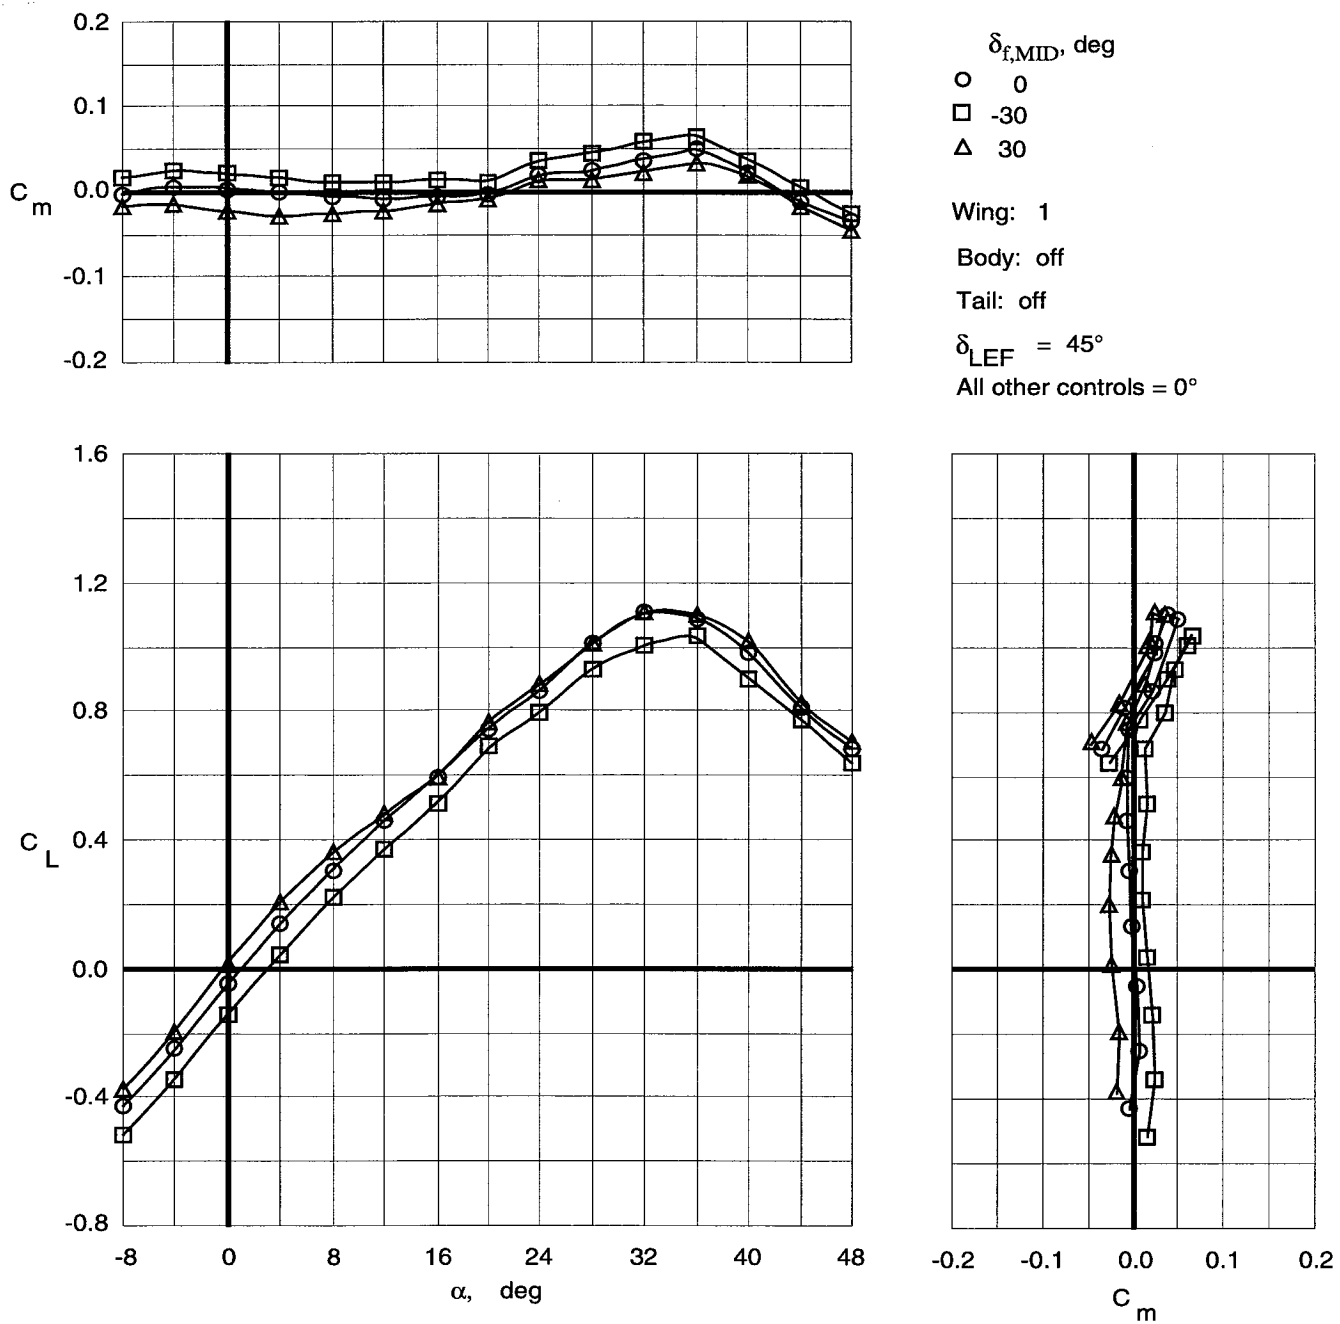 0.2
0.1
C m
0.0
-0.1
-0.2
δf,MID, deg
0
-30
30
Wing: 1
Body: off
Tail: off
δLEF = 45°
All other controls = 0°
1.6
1.2
0.8
C L
0.4
0.0
-0.4
-0.8
-8 0 8 16 24 32 40 48
α, deg
-0.2 -0.1 0.0 0.1 0.2
C m